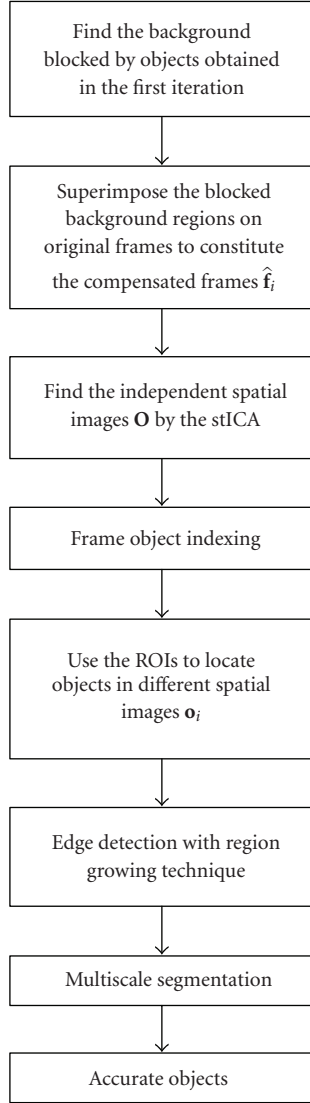 Find the background
blocked by objects obtained
in the first iteration
Superimpose the blocked
background regions on
original frames to constitute
the compensated frames f̂ᵢ
Find the independent spatial
images O by the stICA
Frame object indexing
Use the ROIs to locate
objects in different spatial
images oᵢ
Edge detection with region
growing technique
Multiscale segmentation
Accurate objects